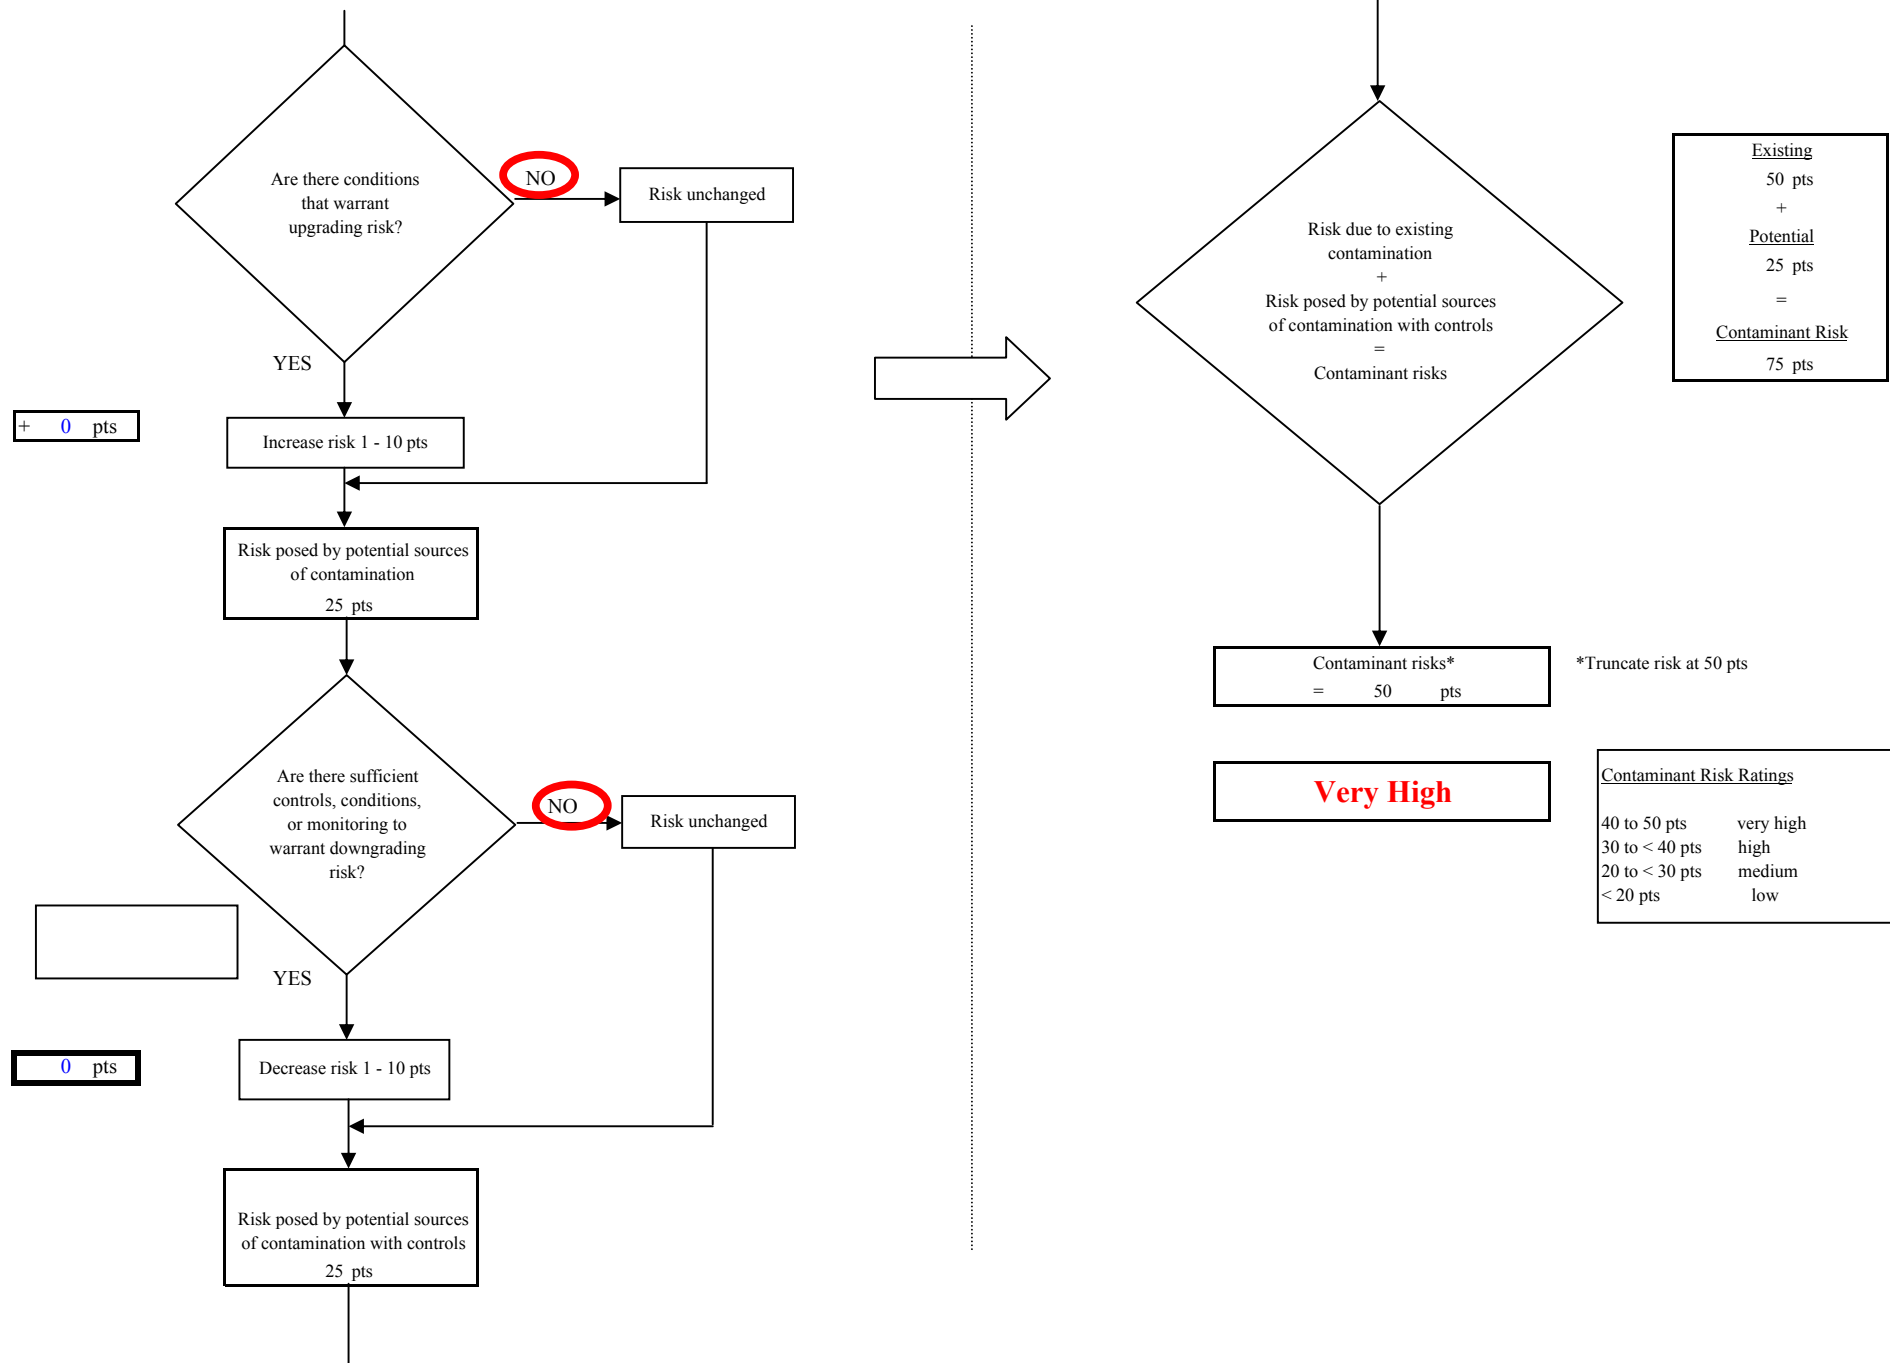 Are there conditions
that warrant
upgrading risk?
NO
Risk unchanged
YES
+ 0 pts
Increase risk 1 - 10 pts
Risk posed by potential sources
of contamination
25 pts
Are there sufficient
controls, conditions,
or monitoring to
warrant downgrading
risk?
NO
Risk unchanged
YES
0 pts
Decrease risk 1 - 10 pts
Risk posed by potential sources
of contamination with controls
25 pts
Risk due to existing
contamination
+
Risk posed by potential sources
of contamination with controls
=
Contaminant risks
Existing
50 pts
+
Potential
25 pts
=
Contaminant Risk
75 pts
Contaminant risks*
= 50 pts
*Truncate risk at 50 pts
Very High
Contaminant Risk Ratings
40 to 50 pts very high
30 to < 40 pts high
20 to < 30 pts medium
< 20 pts low